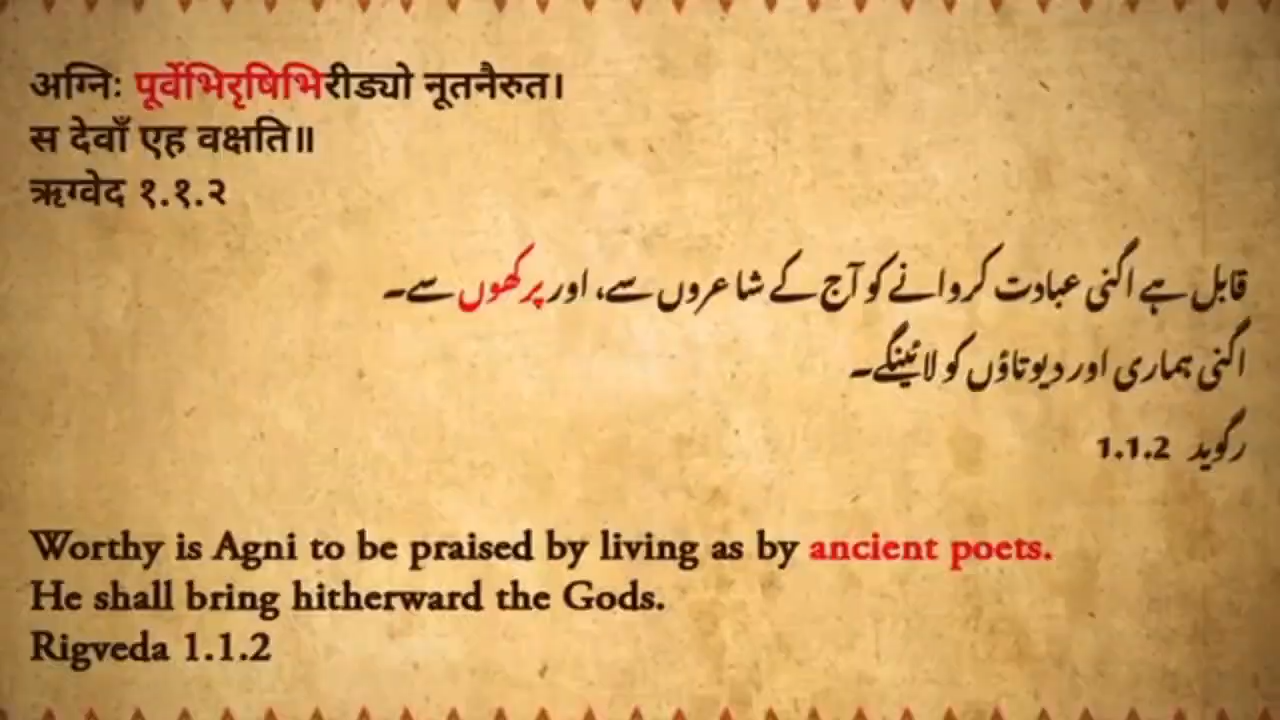 अग्निः पूर्वेभिरृषिभिरीड्यो नूतनैरुत।
स देवाँ एह वक्षति॥
ऋग्वेद १.१.२
قابل ہے اگنی عبادت کروانے کو آج کے شاعروں سے، اور پرکھوں سے۔
اگنی ہماری اور دیوتاؤں کو لائینگے۔
رگوید 1.1.2
Worthy is Agni to be praised by living as by ancient poets.
He shall bring hitherward the Gods.
Rigveda 1.1.2